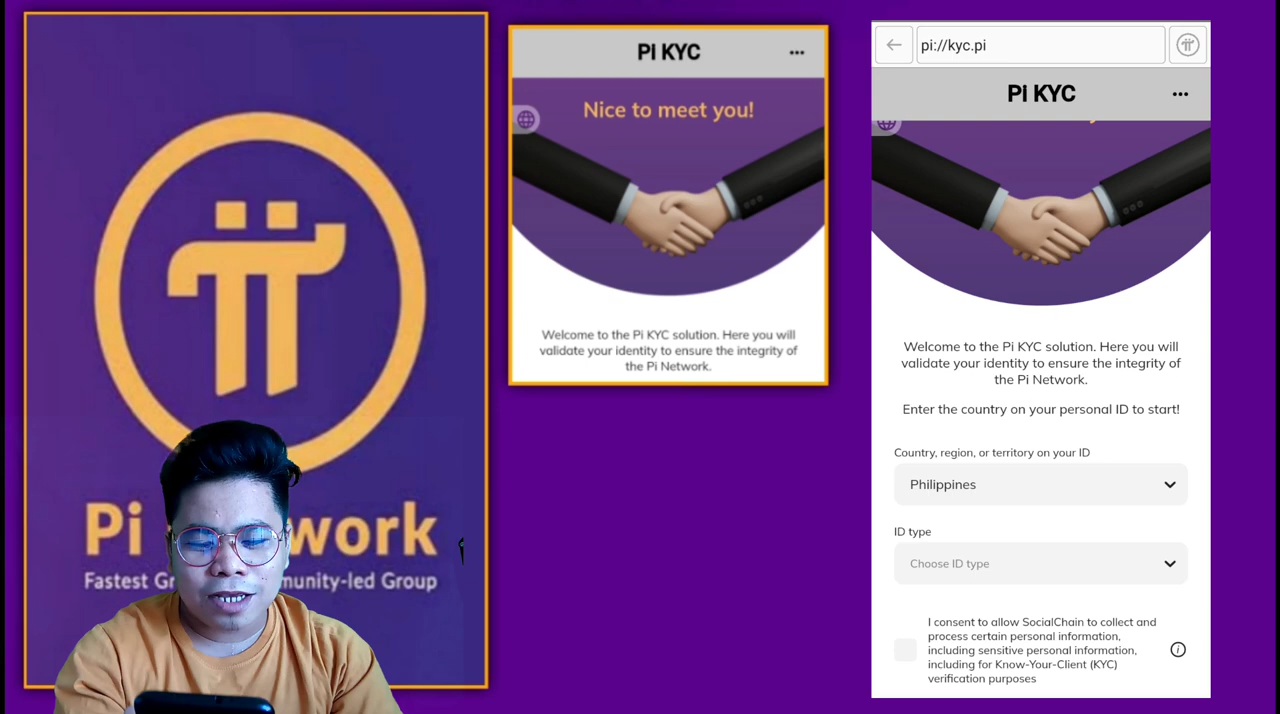 Pi work
Fastest Gr munity-led Group
Pi KYC
Nice to meet you!
Welcome to the Pi KYC solution. Here you will
validate your identity to ensure the integrity of
the Pi Network.
pi://kyc.pi
Pi KYC
Welcome to the Pi KYC solution. Here you will
validate your identity to ensure the integrity of
the Pi Network.
Enter the country on your personal ID to start!
Country, region, or territory on your ID
Philippines
ID type
Choose ID type
I consent to allow SocialChain to collect and
process certain personal information,
including sensitive personal information,
including for Know-Your-Client (KYC)
verification purposes